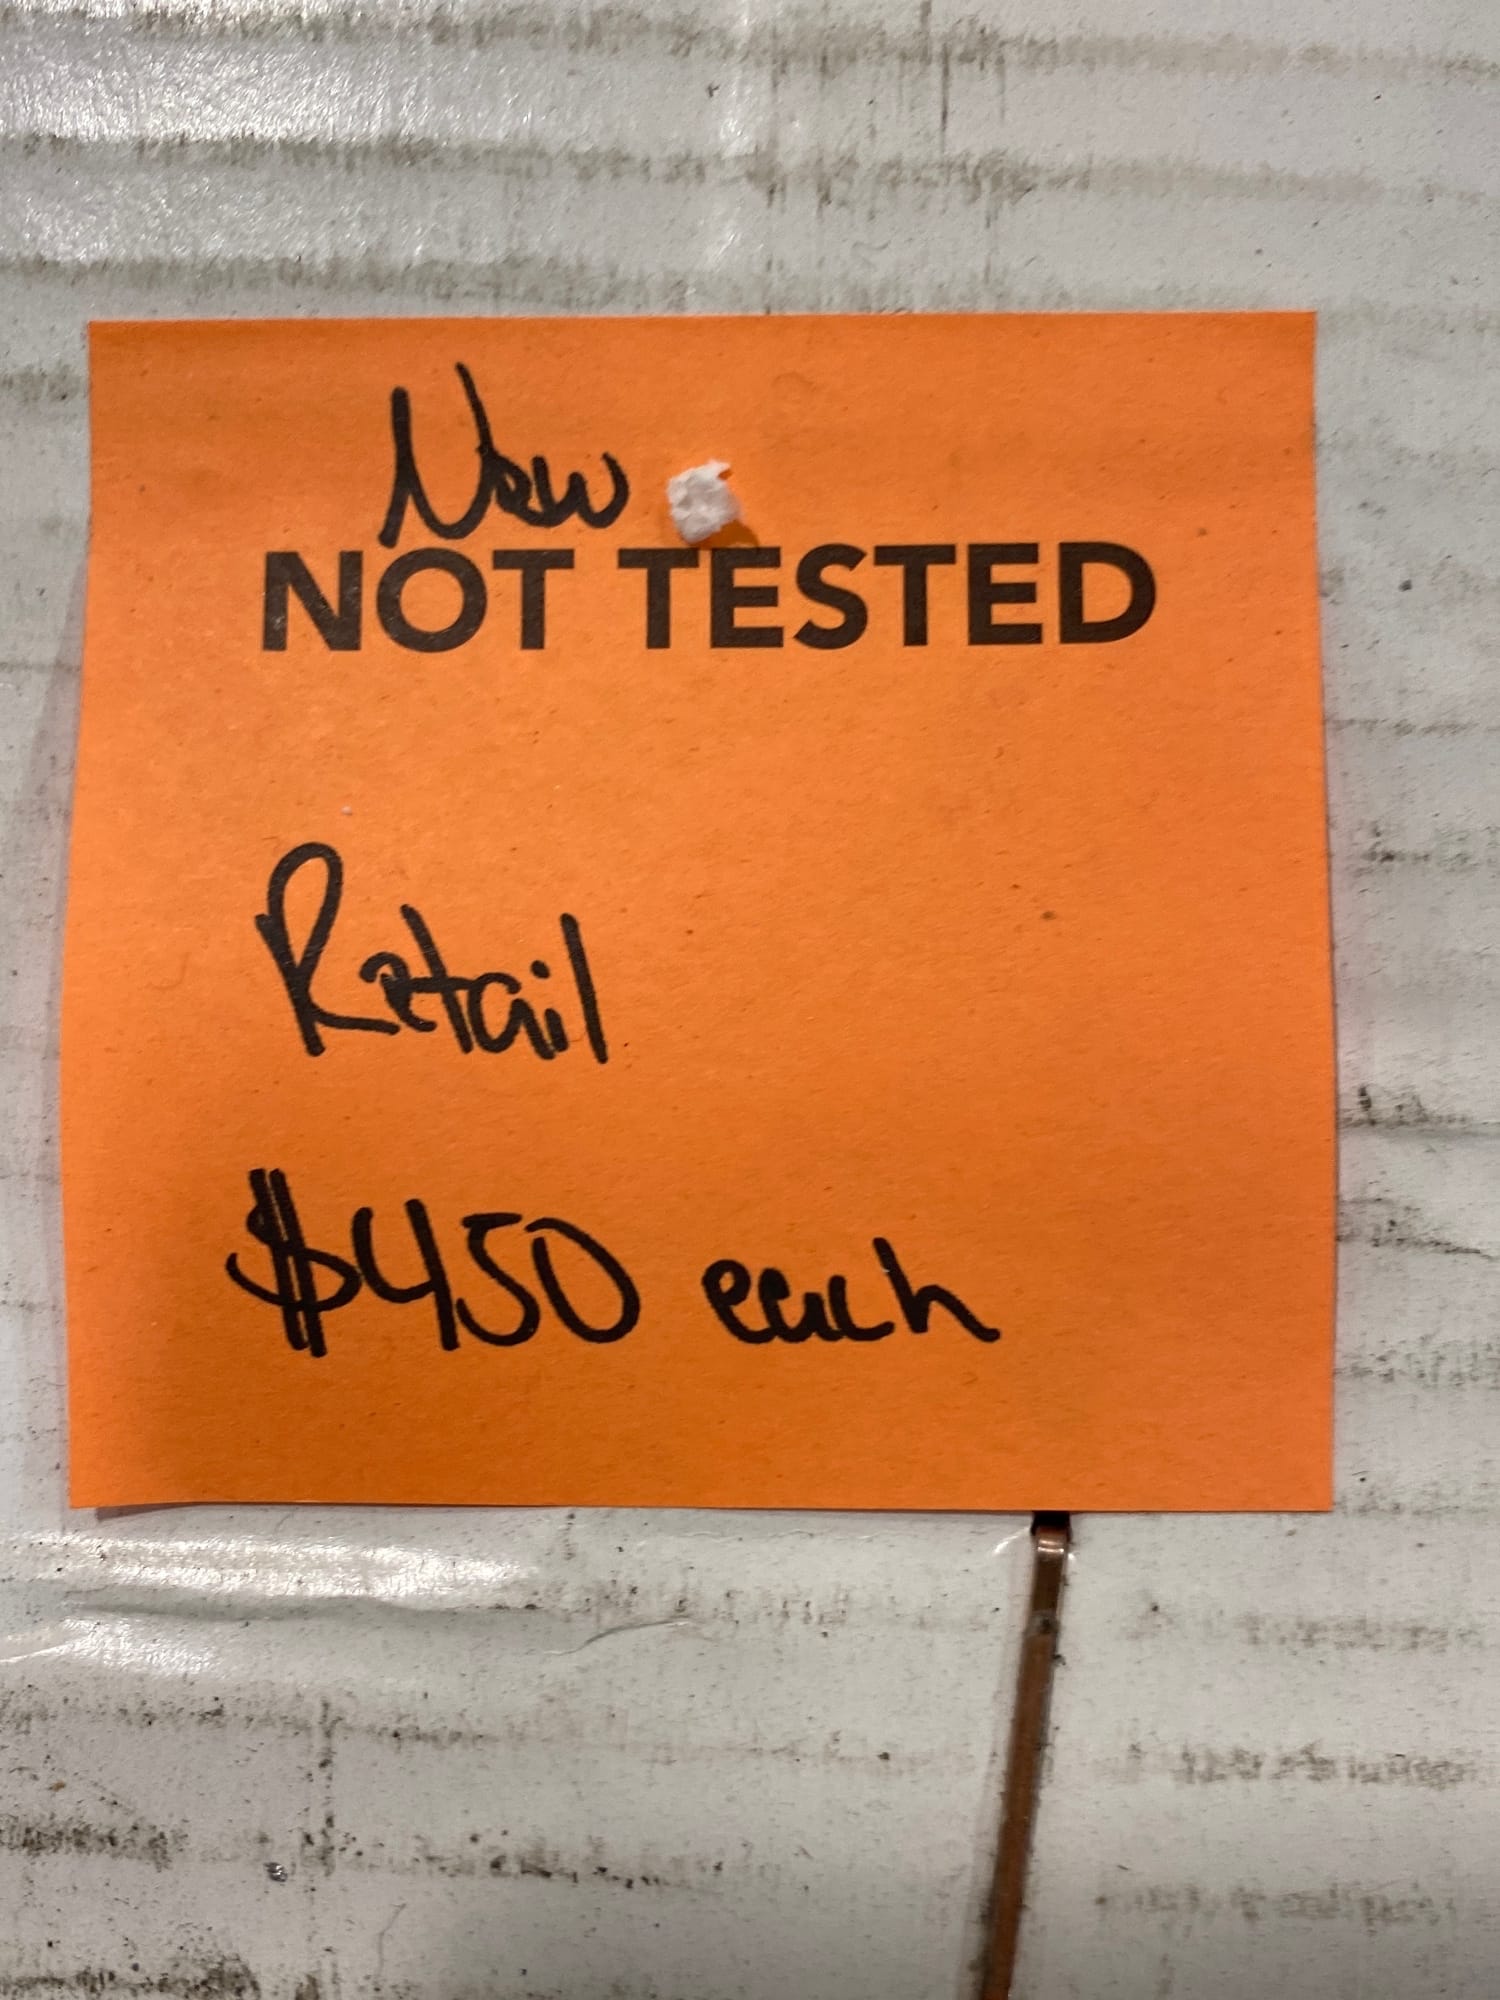 New
NOT TESTED
Retail
$450 each